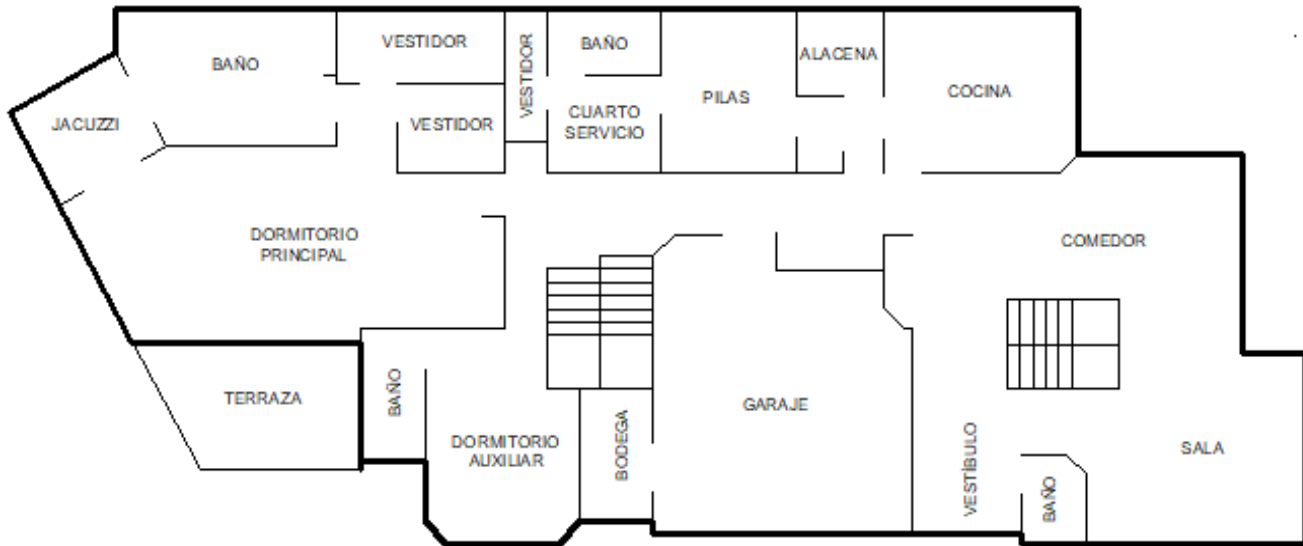 BAÑO
VESTIDOR
VESTIDOR
VESTIDOR
BAÑO
CUARTO
SERVICIO
PILAS
ALACENA
COCINA
JACUZZI
DORMITORIO
PRINCIPAL
COMEDOR
TERRAZA
BAÑO
DORMITORIO
AUXILIAR
BODEGA
GARAJE
VESTÍBULO
BAÑO
SALA